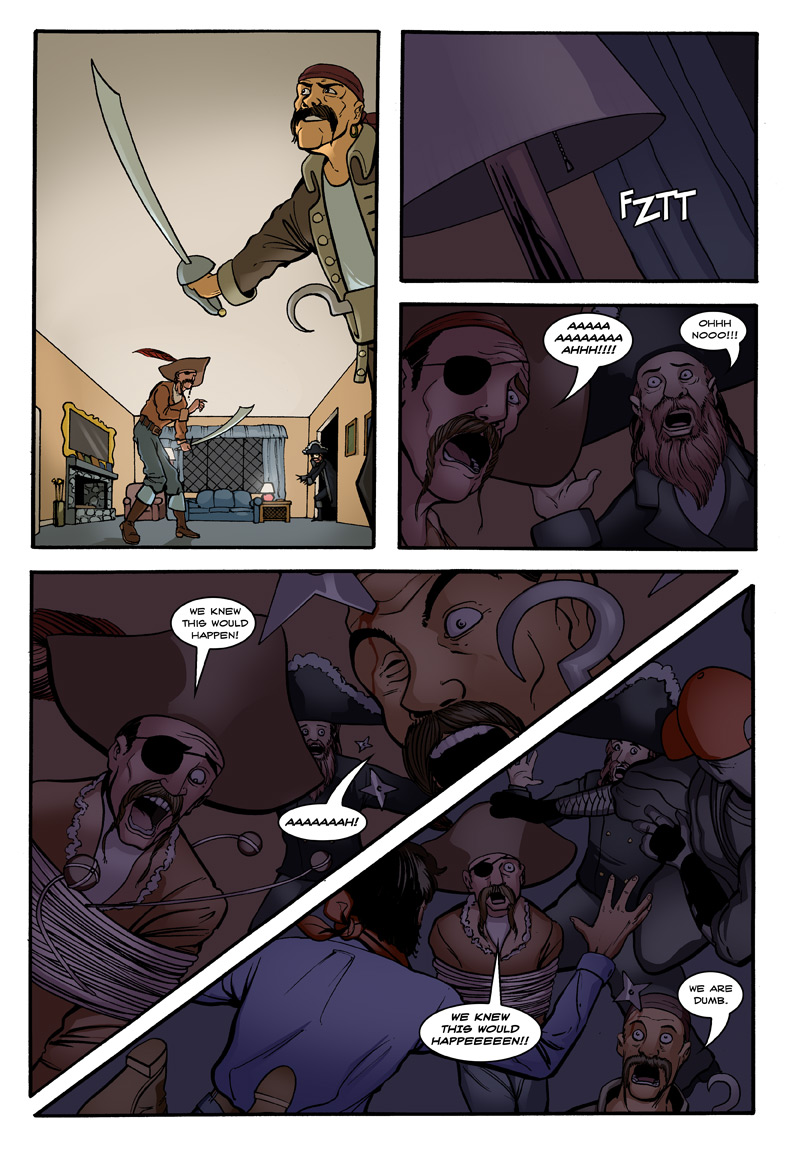 FZTT
AAAAA
AAAAAAAA
AHHH!!!!
OHHH
NOOO!!!
WE KNEW
THIS WOULD
HAPPEN!
AAAAAAAH!
WE KNEW
THIS WOULD
HAPPEEEEEN!!
WE ARE
DUMB.